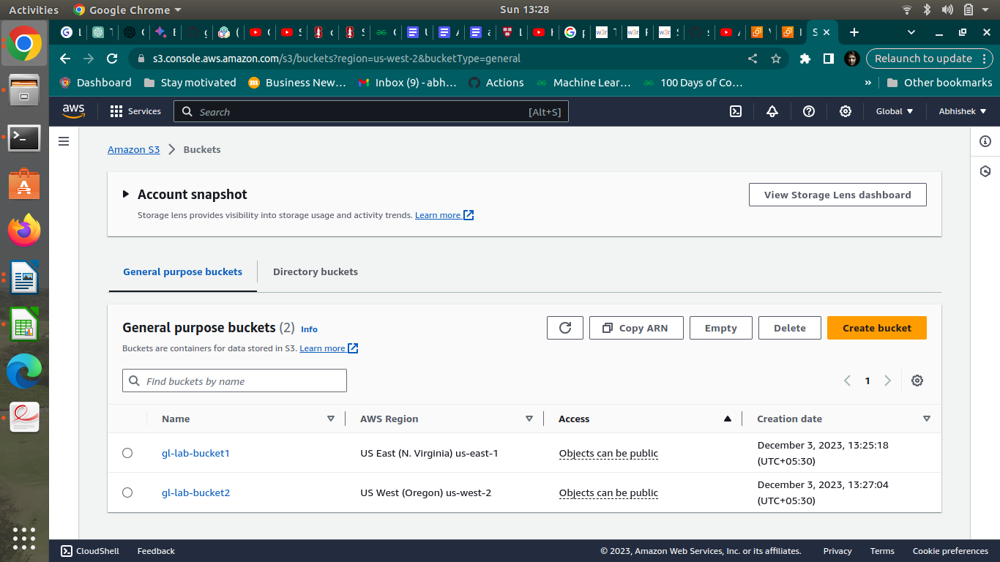 Activities Google Chrome Sun 13:28
s3.console.aws.amazon.com/s3/buckets?region=us-west-2&bucketType=general
Relaunch to update
Dashboard Stay motivated Business New… Inbox (9) - abh… Actions Machine Lear… 100 Days of Co… » Other bookmarks
aws Services Search [Alt+S] Global Abhishek
Amazon S3 Buckets
Account snapshot View Storage Lens dashboard
Storage lens provides visibility into storage usage and activity trends. Learn more
General purpose buckets Directory buckets
General purpose buckets (2) Info Copy ARN Empty Delete Create bucket
Buckets are containers for data stored in S3. Learn more
Find buckets by name 1
Name AWS Region Access Creation date
gl-lab-bucket1 US East (N. Virginia) us-east-1 Objects can be public December 3, 2023, 13:25:18
(UTC+05:30)
gl-lab-bucket2 US West (Oregon) us-west-2 Objects can be public December 3, 2023, 13:27:04
(UTC+05:30)
CloudShell Feedback © 2023, Amazon Web Services, Inc. or its affiliates. Privacy Terms Cookie preferences